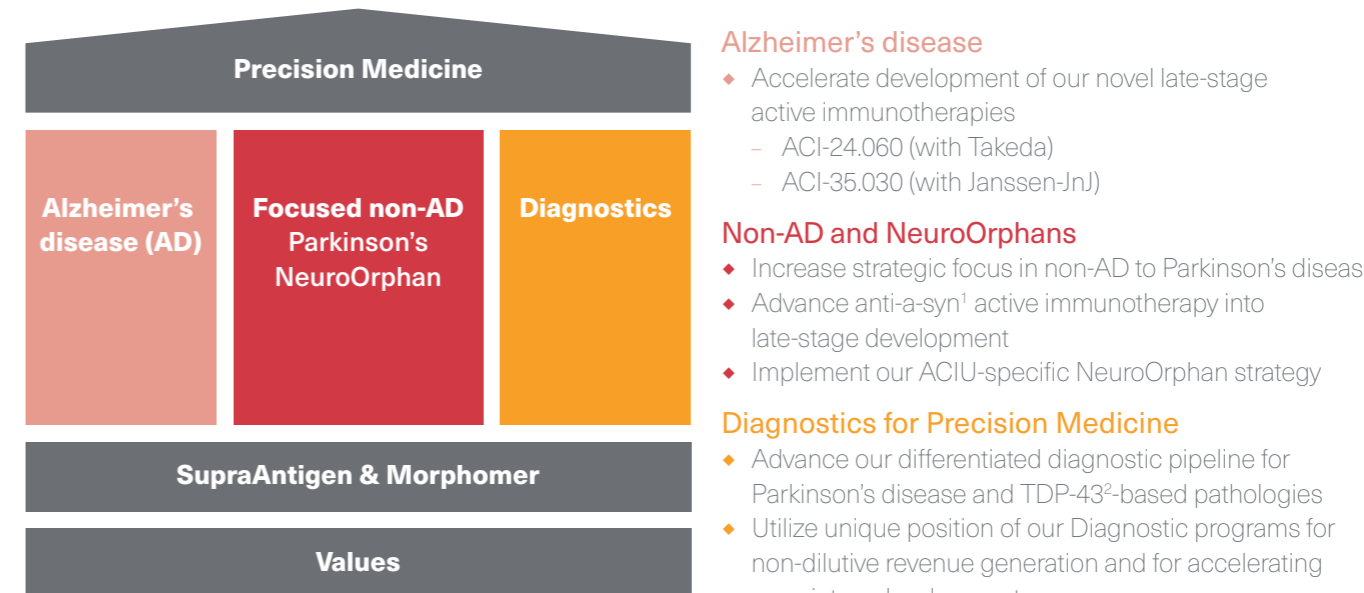 Precision Medicine
Alzheimer's
disease (AD)
Focused non-AD
Parkinson's
NeuroOrphan
Diagnostics
SupraAntigen & Morphomer
Values
Alzheimer's disease
◆ Accelerate development of our novel late-stage
active immunotherapies
– ACI-24.060 (with Takeda)
– ACI-35.030 (with Janssen-JnJ)
Non-AD and NeuroOrphans
◆ Increase strategic focus in non-AD to Parkinson's diseas
◆ Advance anti-a-syn¹ active immunotherapy into
late-stage development
◆ Implement our ACIU-specific NeuroOrphan strategy
Diagnostics for Precision Medicine
◆ Advance our differentiated diagnostic pipeline for
Parkinson's disease and TDP-43²-based pathologies
◆ Utilize unique position of our Diagnostic programs for
non-dilutive revenue generation and for accelerating